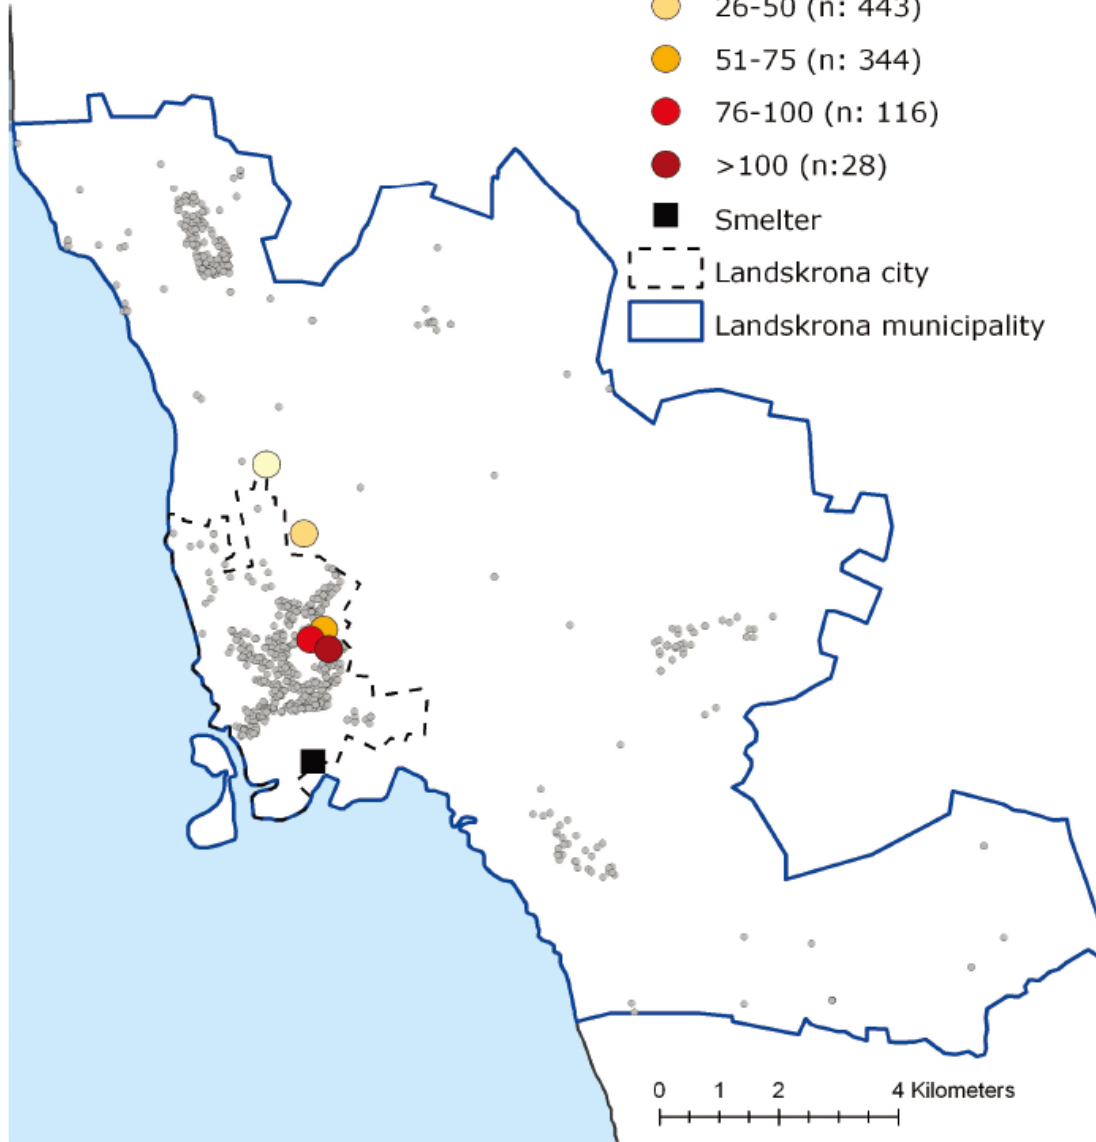 26-50 (n: 443)
51-75 (n: 344)
76-100 (n: 116)
>100 (n:28)
Smelter
Landskrona city
Landskrona municipality
0 1 2 4 Kilometers